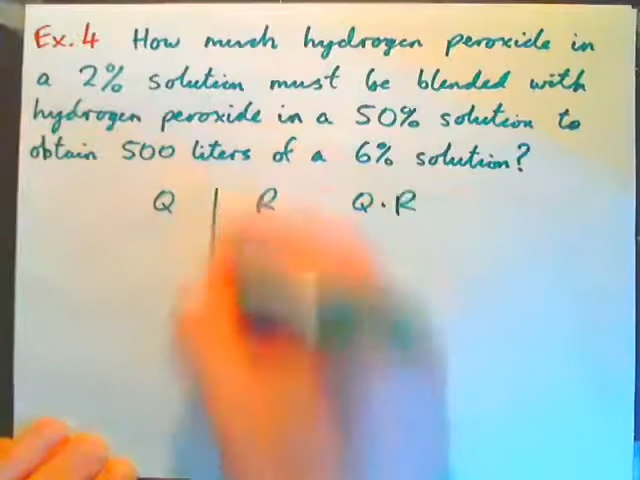 Ex. 4 How much hydrogen peroxide in
a 2% solution must be blended with
hydrogen peroxide in a 50% solution to
obtain 500 liters of a 6% solution?
Q R Q.R